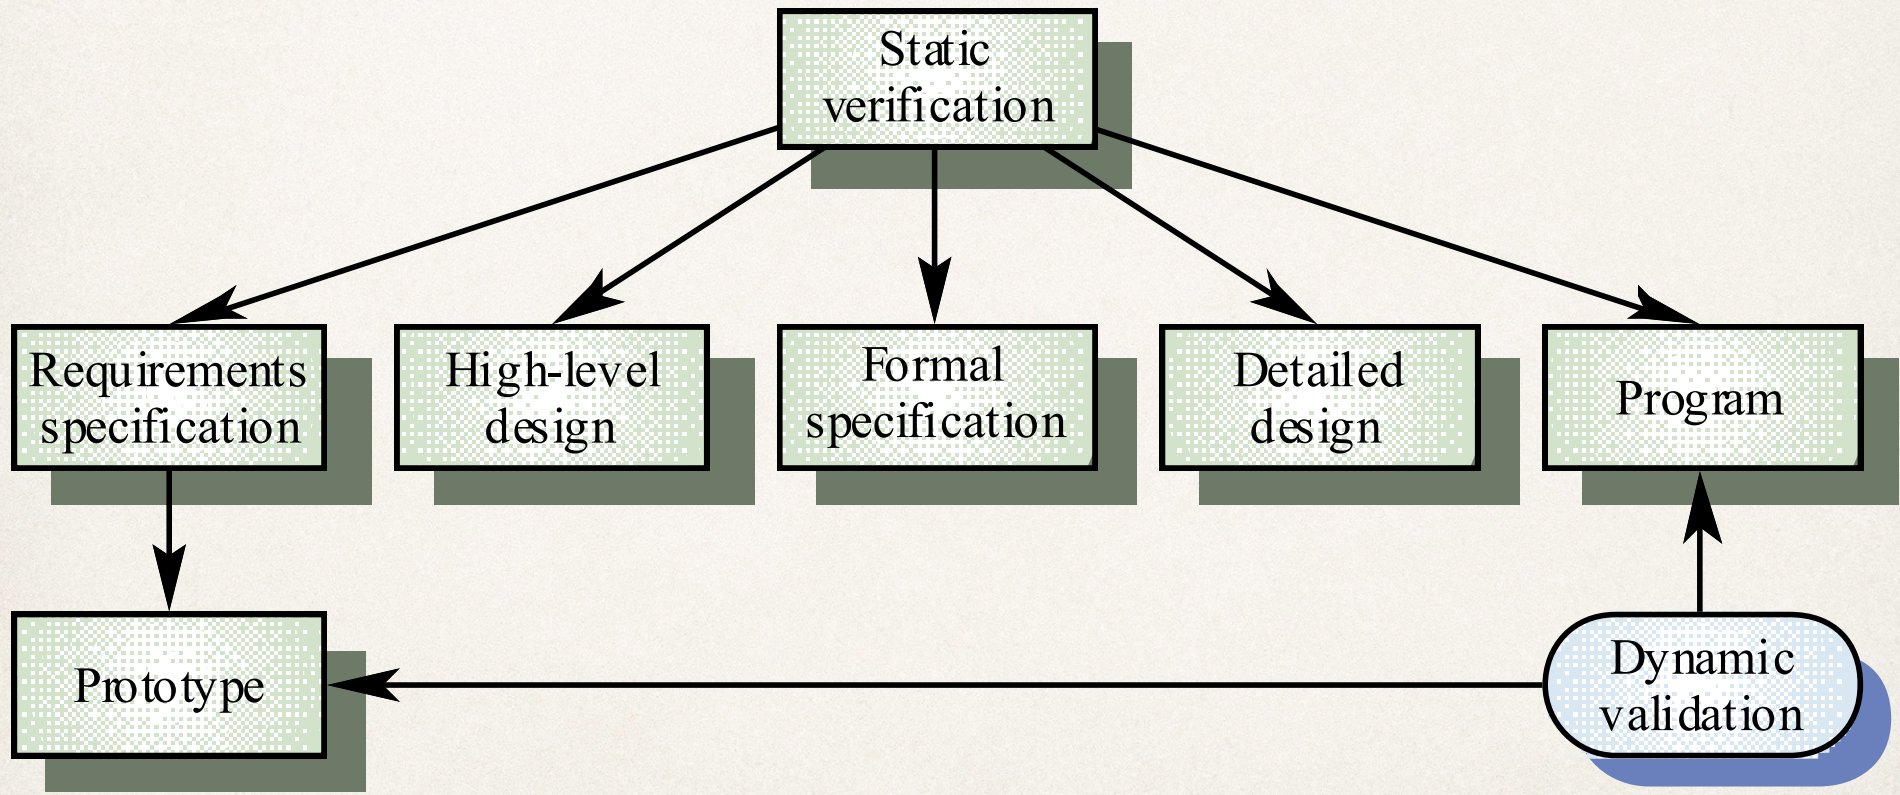 Static
verification
Requirements
specification
High-level
design
Formal
specification
Detailed
design
Program
Prototype
Dynamic
validation